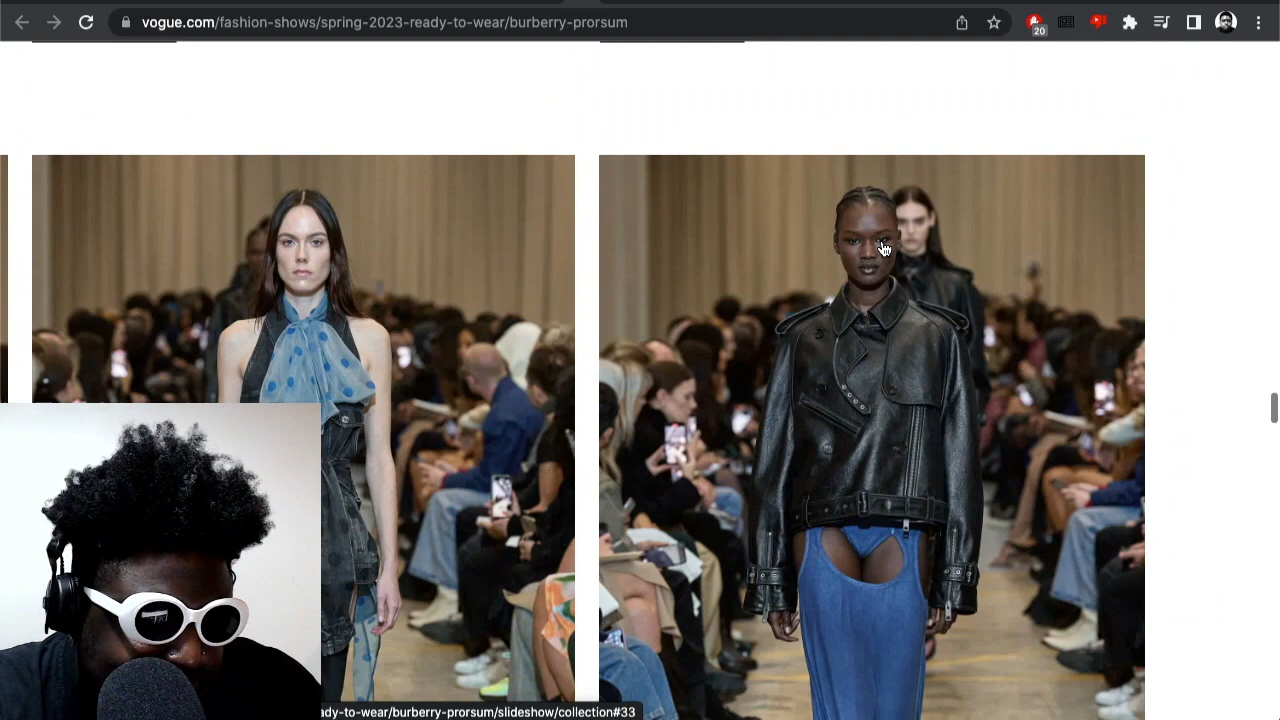 vogue.com/fashion-shows/spring-2023-ready-to-wear/burberry-prorsum
20
ady-to-wear/burberry-prorsum/slideshow/collection#33